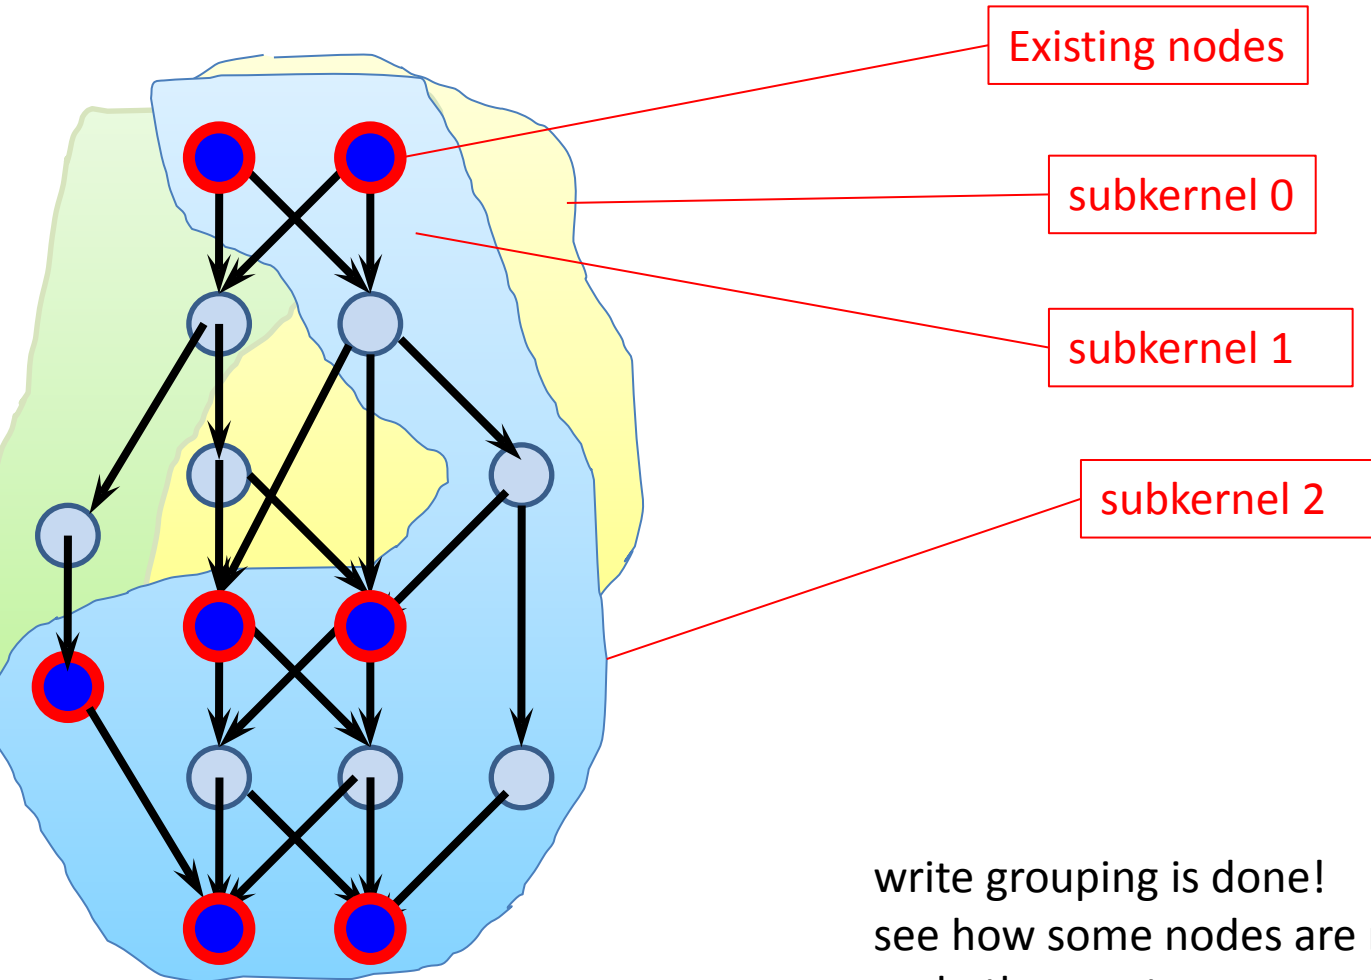 Existing nodes
subkernel 0
subkernel 1
subkernel 2
write grouping is done!
see how some nodes are